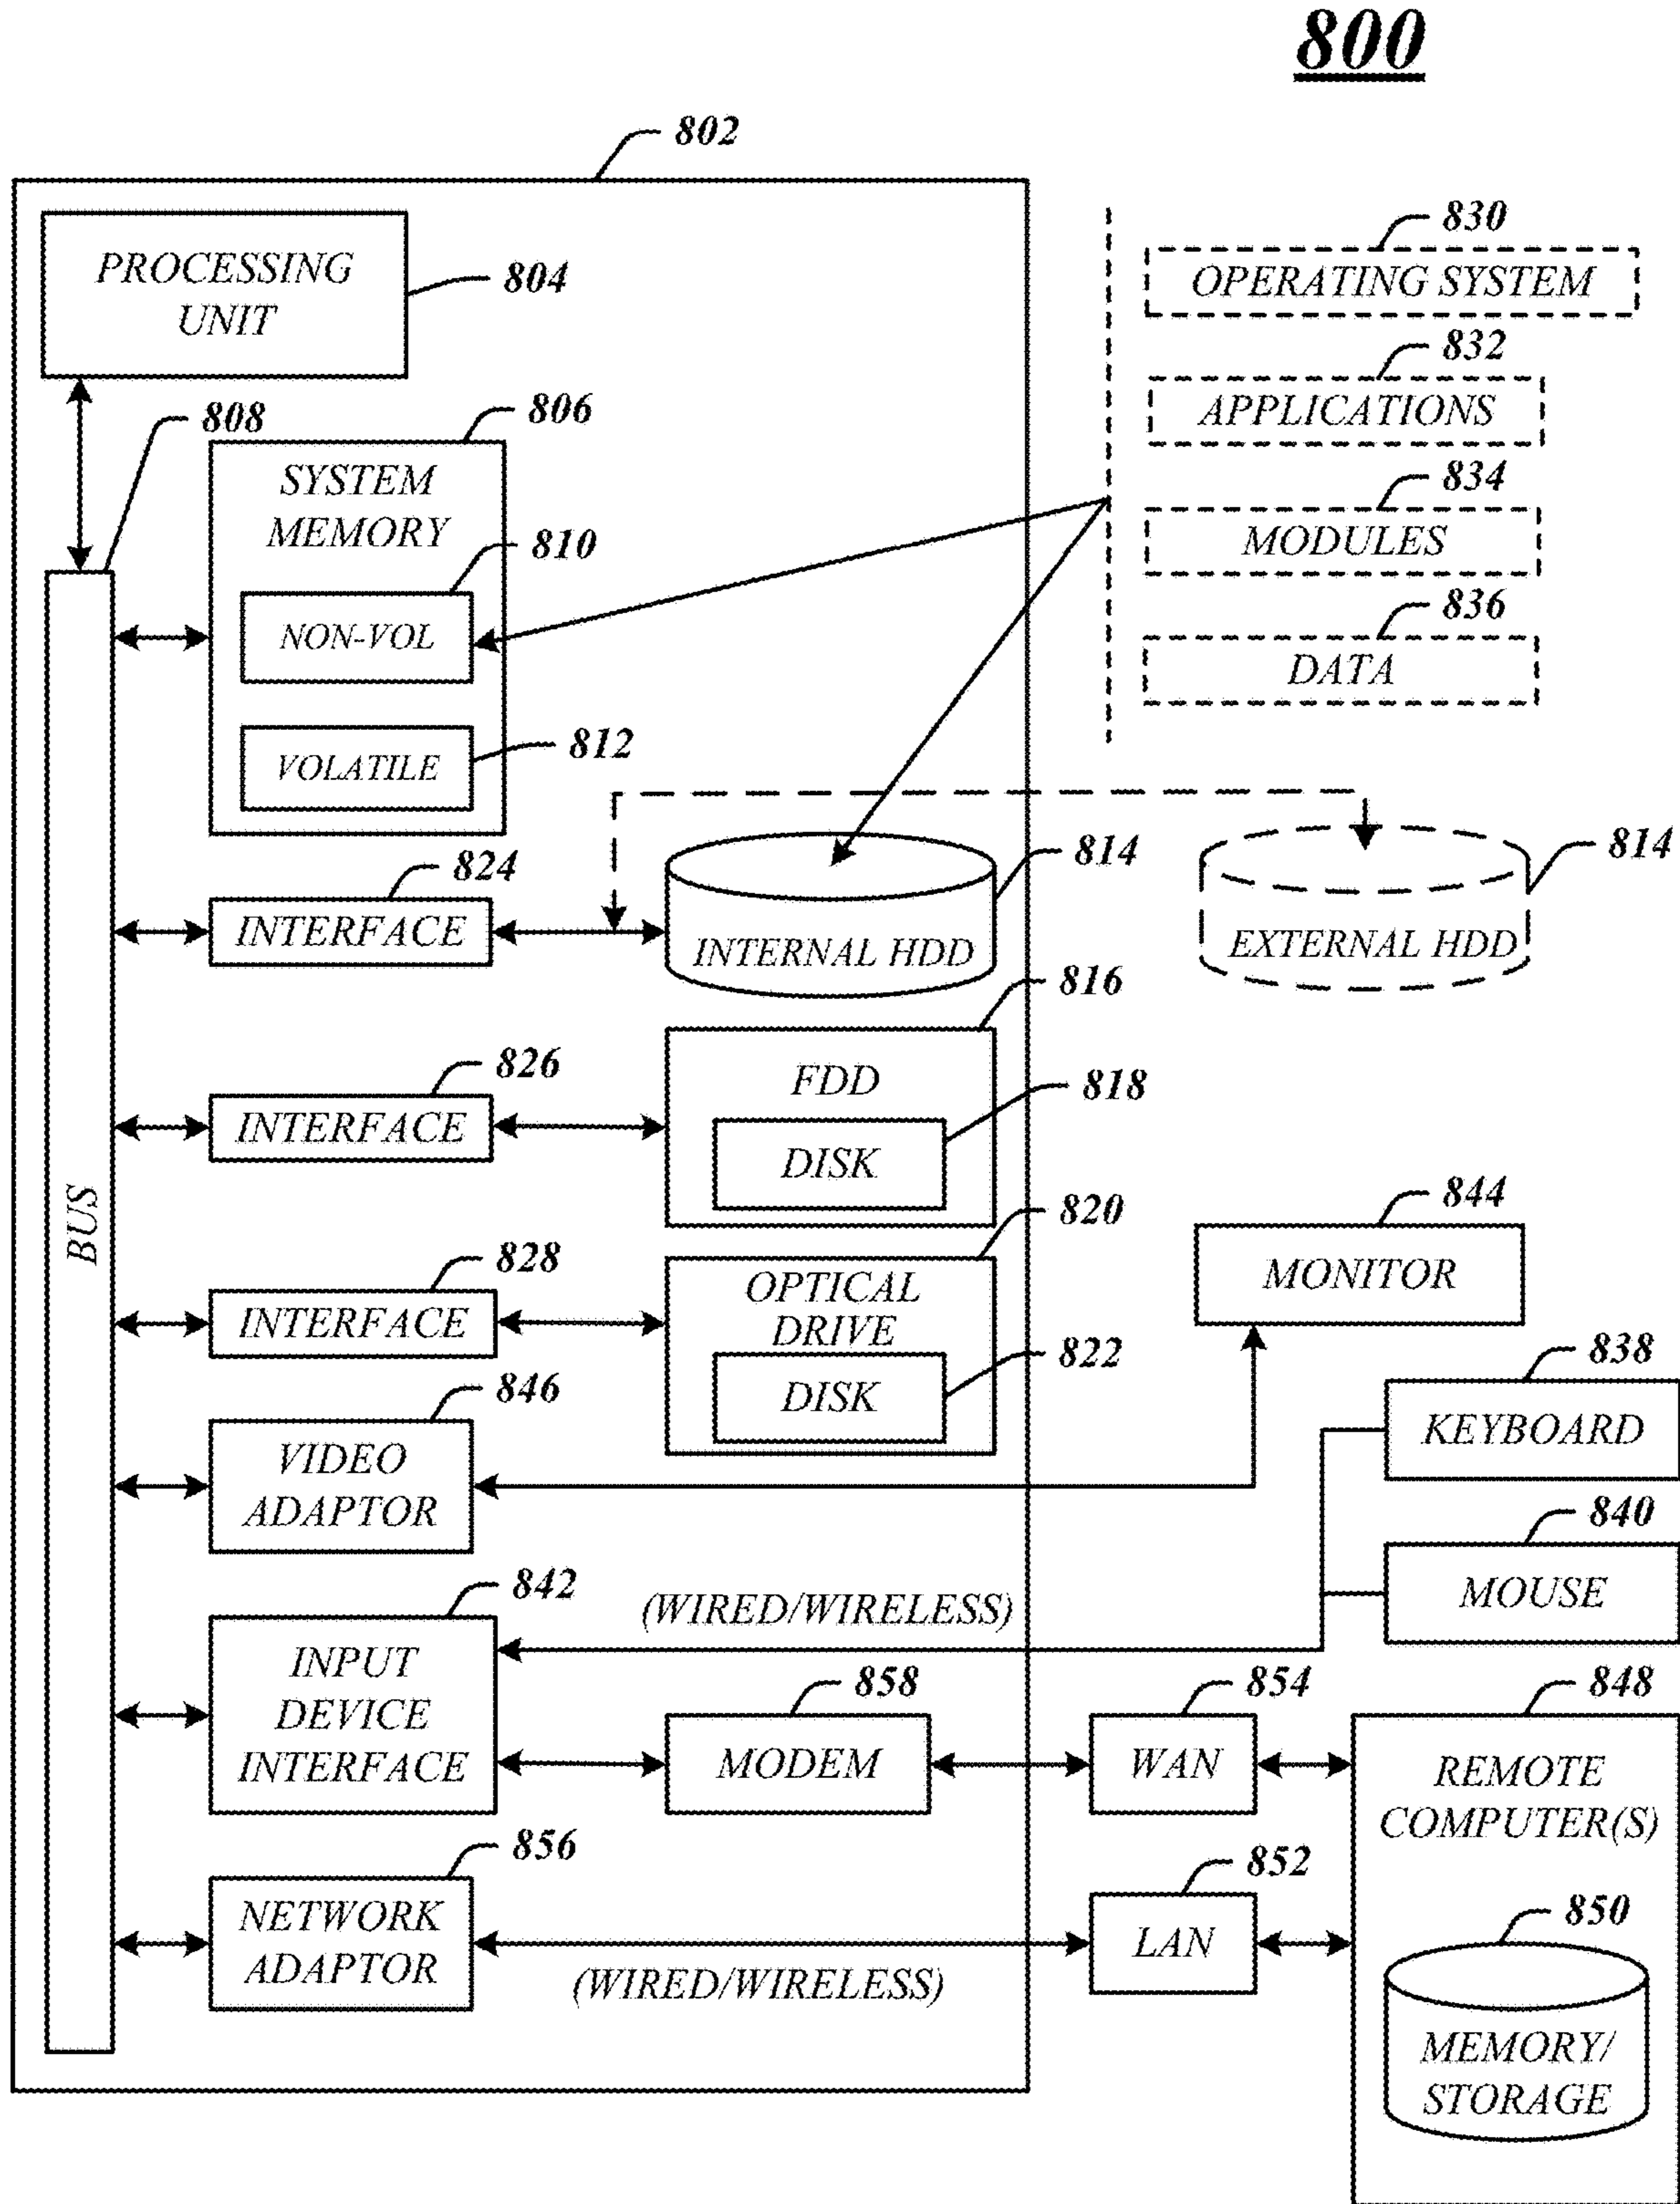 800
802
PROCESSING
UNIT
804
830
OPERATING SYSTEM
832
APPLICATIONS
834
MODULES
836
DATA
808
806
SYSTEM
MEMORY
810
NON-VOL
812
VOLATILE
824
INTERFACE
814
INTERNAL HDD
814
EXTERNAL HDD
816
FDD
818
DISK
826
INTERFACE
BUS
820
OPTICAL
DRIVE
822
DISK
828
INTERFACE
844
MONITOR
838
KEYBOARD
846
VIDEO
ADAPTOR
840
MOUSE
842
INPUT
DEVICE
INTERFACE
(WIRED/WIRELESS)
858
MODEM
854
WAN
848
REMOTE
COMPUTER(S)
856
NETWORK
ADAPTOR
(WIRED/WIRELESS)
852
LAN
850
MEMORY/
STORAGE